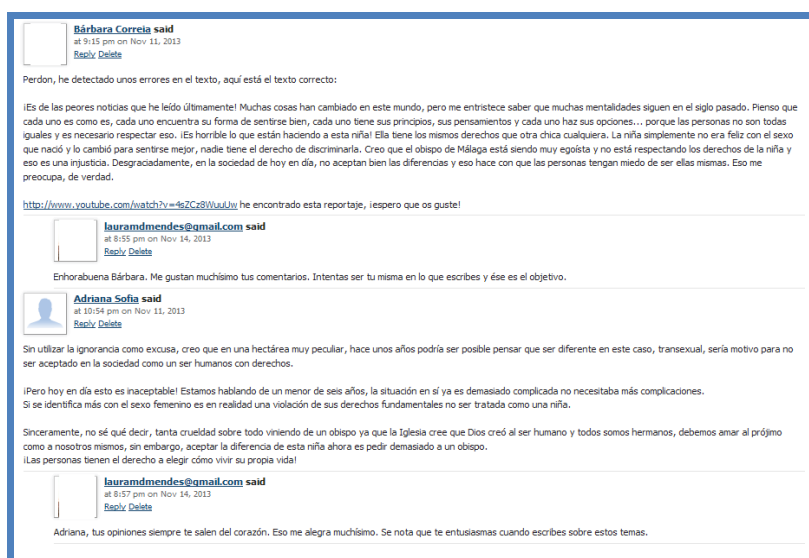 Bárbara Correia said
at 9:15 pm on Nov 11, 2013
Reply Delete
Perdon, he detectado unos errores en el texto, aquí está el texto correcto:
¡Es de las peores noticias que he leído últimamente! Muchas cosas han cambiado en este mundo, pero me entristece saber que muchas mentalidades siguen en el siglo pasado. Pienso que
cada uno es como es, cada uno encuentra su forma de sentirse bien, cada uno tiene sus principios, sus pensamientos y cada uno haz sus opciones... porque las personas no son todas
iguales y es necesario respectar eso. ¡Es horrible lo que están haciendo a esta niña! Ella tiene los mismos derechos que otra chica cualquiera. La niña simplemente no era feliz con el sexo
que nació y lo cambió para sentirse mejor, nadie tiene el derecho de discriminarla. Creo que el obispo de Málaga está siendo muy egoísta y no está respectando los derechos de la niña y
eso es una injusticia. Desgraciadamente, en la sociedad de hoy en día, no aceptan bien las diferencias y eso hace con que las personas tengan miedo de ser ellas mismas. Eso me
preocupa, de verdad.
http://www.youtube.com/watch?v=4sZCz8WuuUw he encontrado esta reportaje, ¡espero que os guste!
lauramdmendes@gmail.com said
at 8:55 pm on Nov 14, 2013
Reply Delete
Enhorabuena Bárbara. Me gustan muchísimo tus comentarios. Intentas ser tu misma en lo que escribes y ése es el objetivo.
Adriana Sofia said
at 10:54 pm on Nov 11, 2013
Reply Delete
Sin utilizar la ignorancia como excusa, creo que en una hectárea muy peculiar, hace unos años podría ser posible pensar que ser diferente en este caso, transexual, sería motivo para no
ser aceptado en la sociedad como un ser humanos con derechos.
¡Pero hoy en día esto es inaceptable! Estamos hablando de un menor de seis años, la situación en sí ya es demasiado complicada no necesitaba más complicaciones.
Si se identifica más con el sexo femenino es en realidad una violación de sus derechos fundamentales no ser tratada como una niña.
Sinceramente, no sé qué decir, tanta crueldad sobre todo viniendo de un obispo ya que la Iglesia cree que Dios creó al ser humano y todos somos hermanos, debemos amar al prójimo
como a nosotros mismos, sin embargo, aceptar la diferencia de esta niña ahora es pedir demasiado a un obispo.
¡Las personas tienen el derecho a elegir cómo vivir su propia vida!
lauramdmendes@gmail.com said
at 8:57 pm on Nov 14, 2013
Reply Delete
Adriana, tus opiniones siempre te salen del corazón. Eso me alegra muchísimo. Se nota que te entusiasmas cuando escribes sobre estos temas.